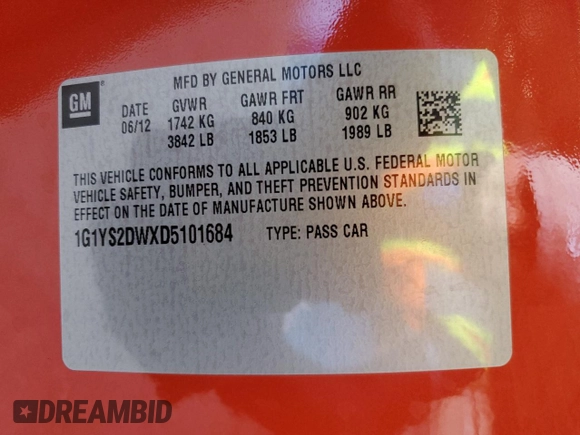 GM
MFD BY GENERAL MOTORS LLC
DATE GVWR GAWR FRT GAWR RR
06/12 1742 KG 840 KG 902 KG
3842 LB 1853 LB 1989 LB
THIS VEHICLE CONFORMS TO ALL APPLICABLE U.S. FEDERAL MOTOR
VEHICLE SAFETY, BUMPER, AND THEFT PREVENTION STANDARDS IN
EFFECT ON THE DATE OF MANUFACTURE SHOWN ABOVE.
1G1YS2DWXD5101684 TYPE: PASS CAR
DREAMBID